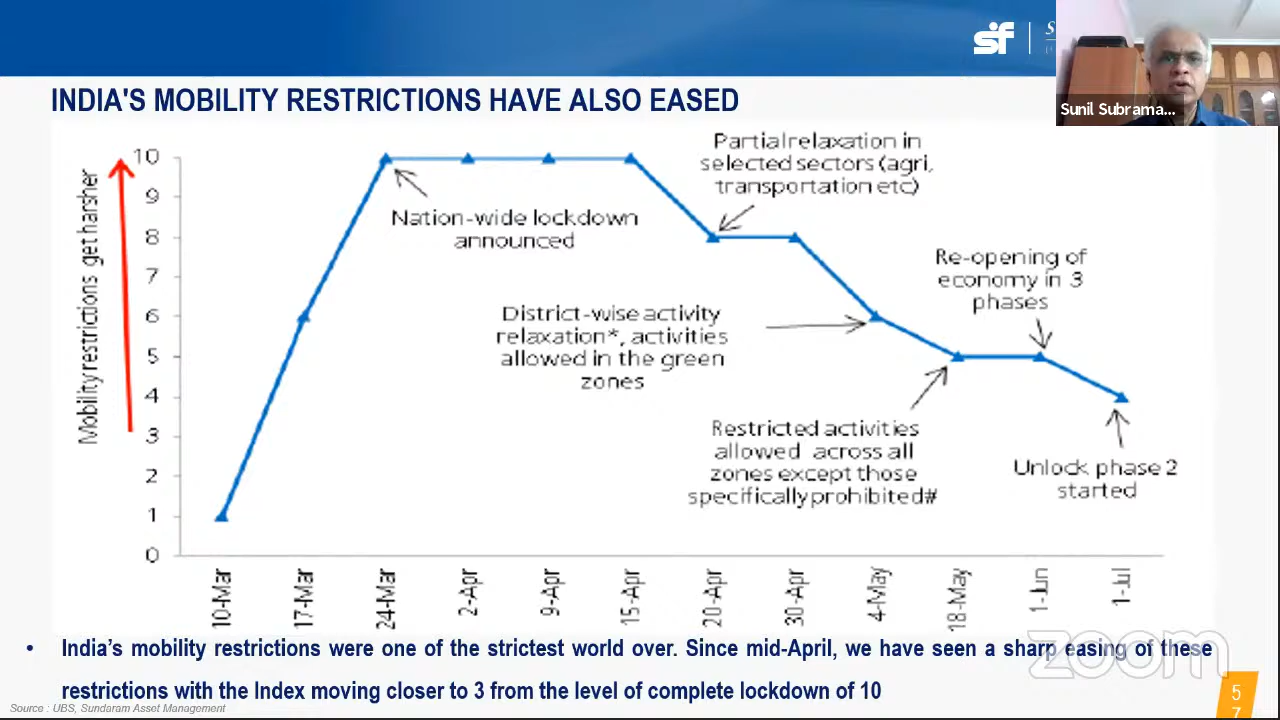 sf
Sunil Subrama...
INDIA'S MOBILITY RESTRICTIONS HAVE ALSO EASED
Mobility restrictions get harsher
10
9
8
7
6
5
4
3
2
1
0
Nation-wide lockdown
announced
Partial relaxation in
selected sectors (agri,
transportation etc)
District-wise activity
relaxation*, activities
allowed in the green
zones
Re-opening of
economy in 3
phases
Restricted activities
allowed across all
zones except those
specifically prohibited#
Unlock phase 2
started
10-Mar
17-Mar
24-Mar
2-Apr
9-Apr
15-Apr
20-Apr
30-Apr
4-May
18-May
1-Jun
1-Jul
• India's mobility restrictions were one of the strictest world over. Since mid-April, we have seen a sharp easing of these
restrictions with the Index moving closer to 3 from the level of complete lockdown of 10
zoom
Source : UBS, Sundaram Asset Management
5
7